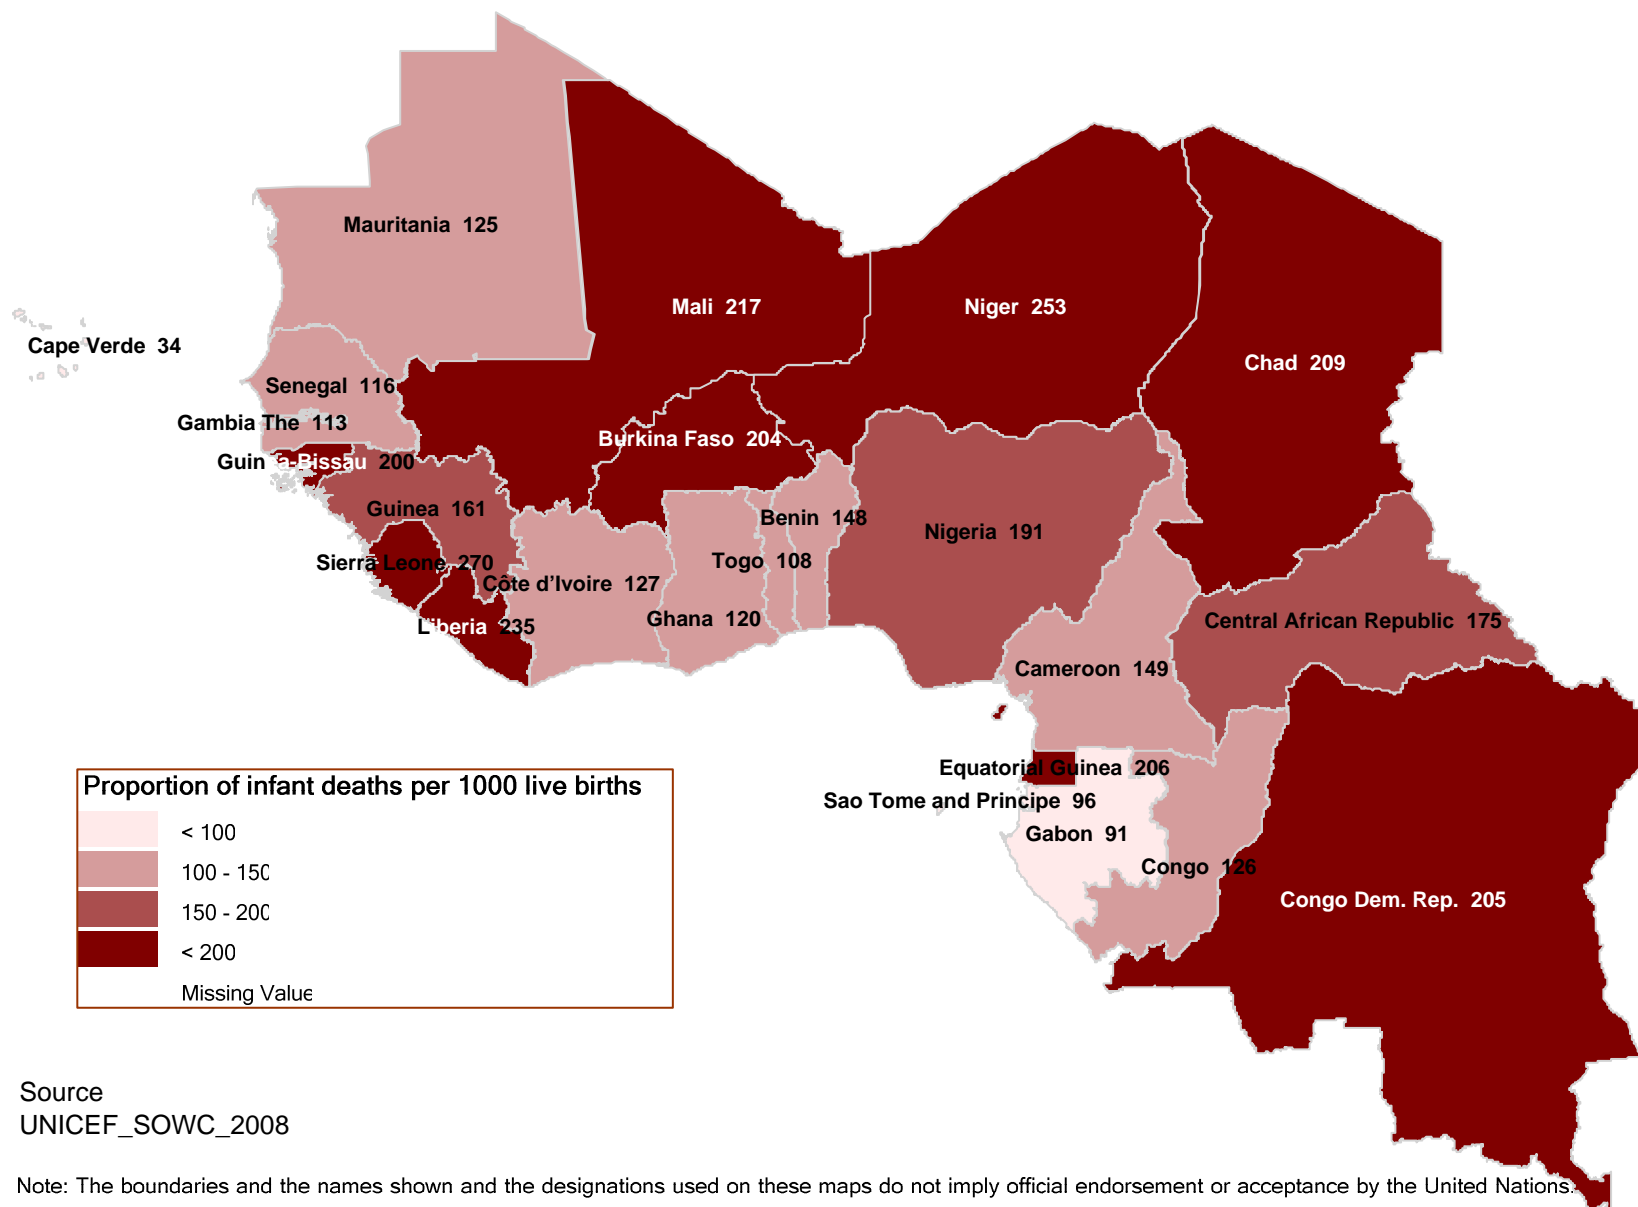 Mauritania 125
Mali 217
Niger 253
Cape Verde 34
Chad 209
Senegal 116
Gambia The 113
Burkina Faso 204
Guin a-Bissau 200
Guinea 161
Benin 148
Nigeria 191
Sierra Leone 270
Togo 108
Côte d’Ivoire 127
Ghana 120
Liberia 235
Central African Republic 175
Cameroon 149
Equatorial Guinea 206
Sao Tome and Principe 96
Gabon 91
Congo 126
Congo Dem. Rep. 205
Proportion of infant deaths per 1000 live births
< 100
100 - 150
150 - 200
< 200
Missing Value
Source
UNICEF_SOWC_2008
Note: The boundaries and the names shown and the designations used on these maps do not imply official endorsement or acceptance by the United Nations.